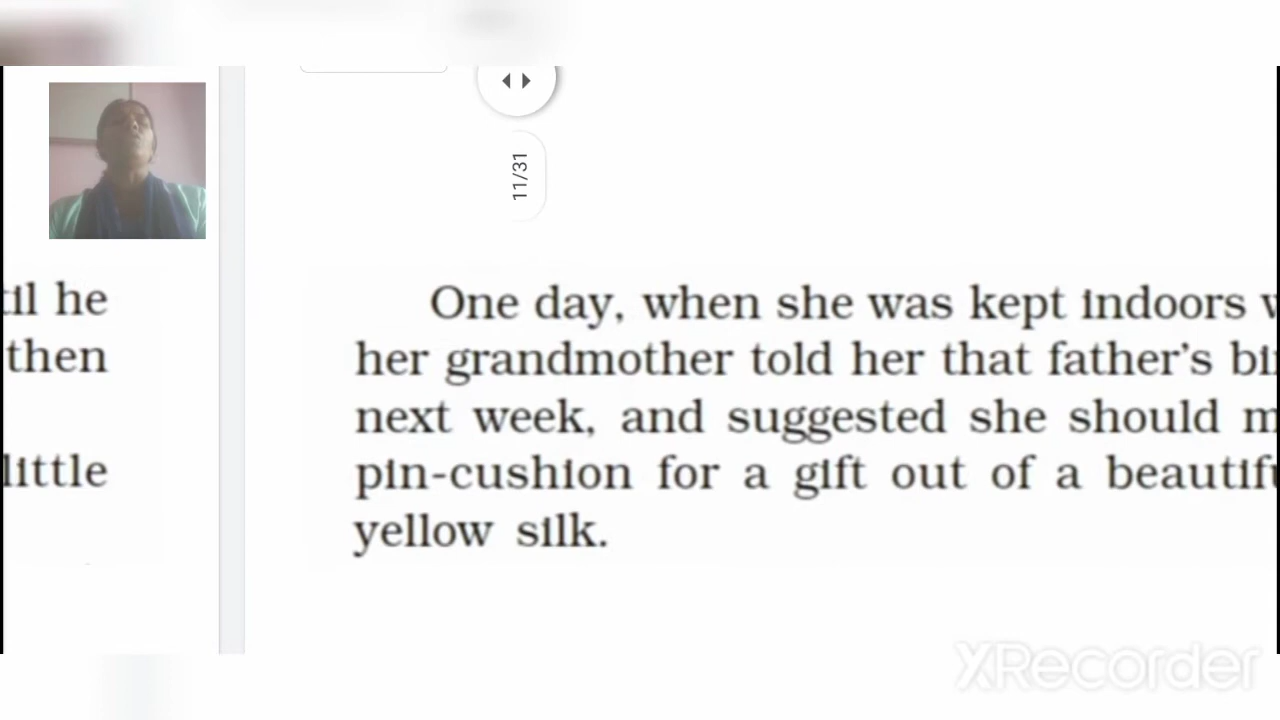 11/31
il he
then
little
One day, when she was kept indoors
her grandmother told her that father's
next week, and suggested she should
pin-cushion for a gift out of a
yellow silk.
XRecorder